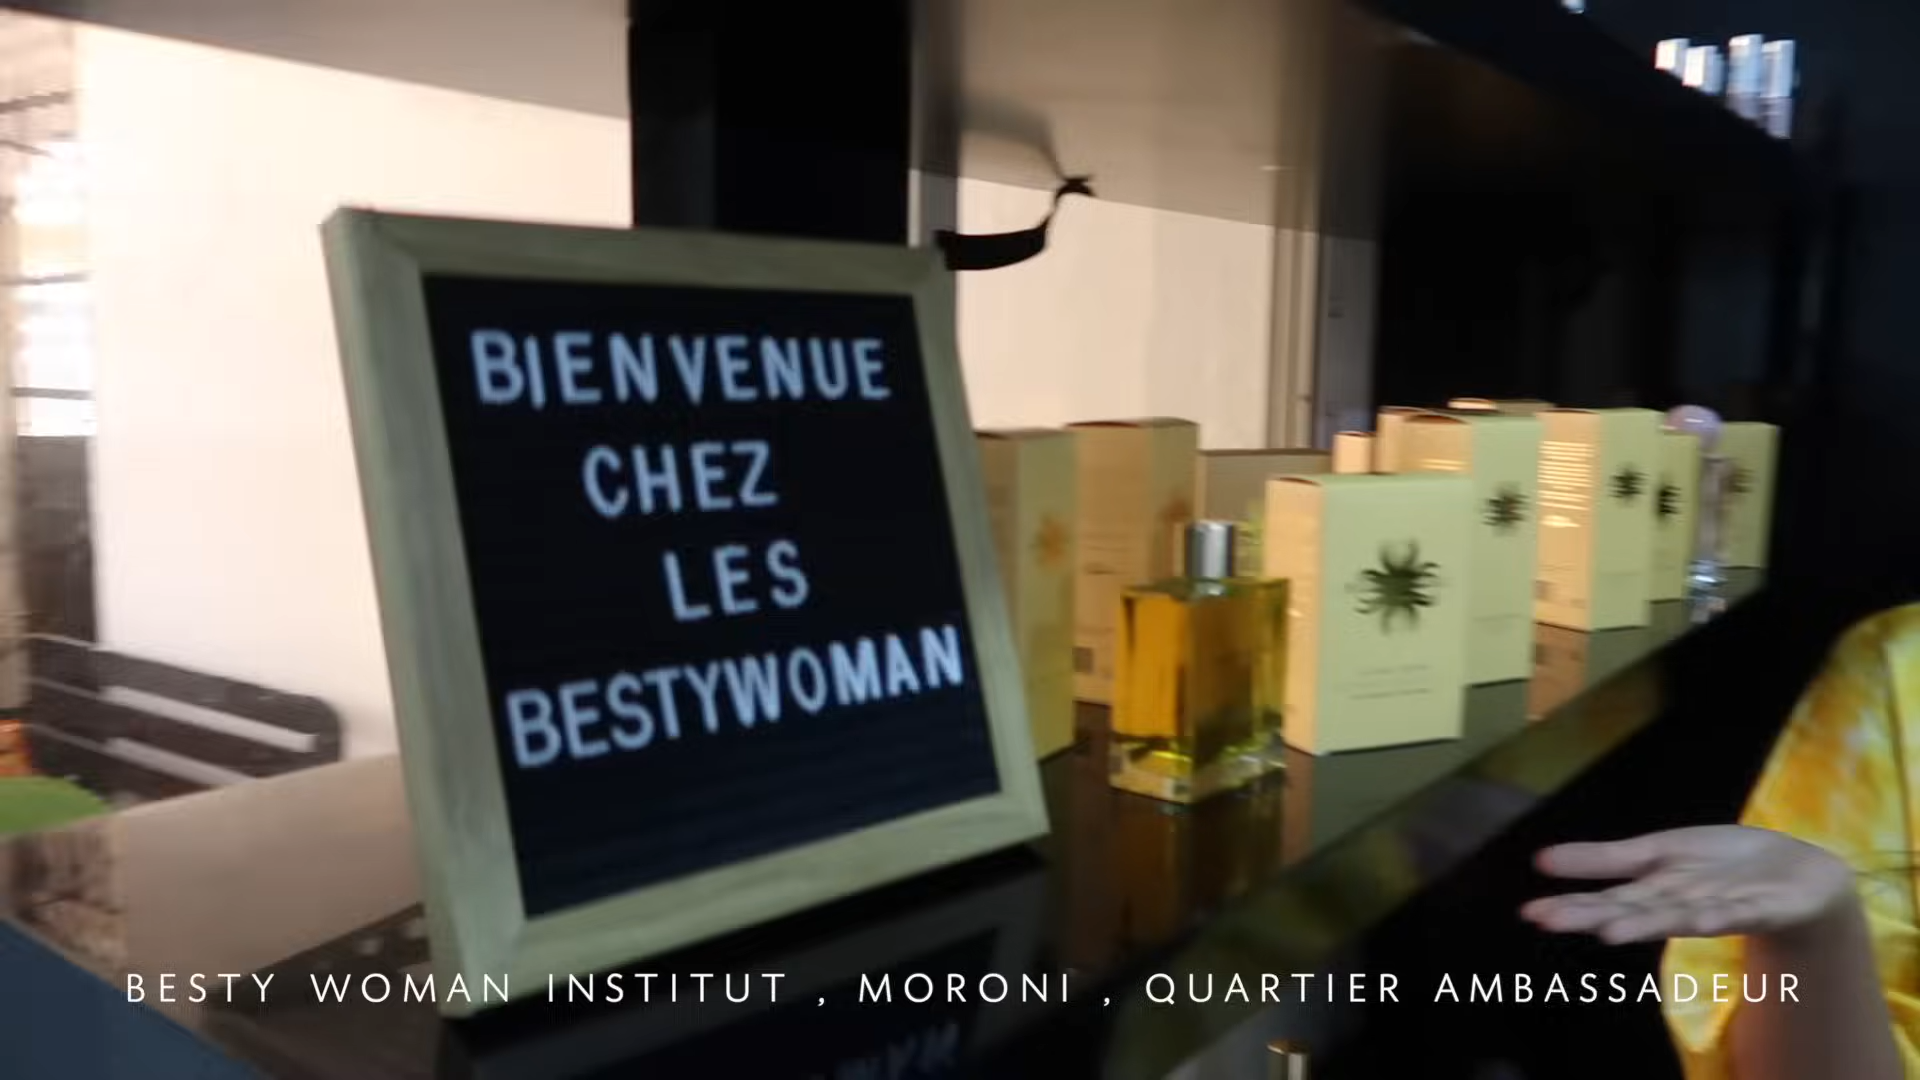 BIENVENUE
CHEZ
LES
BESTYWOMAN
BESTY WOMAN INSTITUT , MORONI , QUARTIER AMBASSADEUR